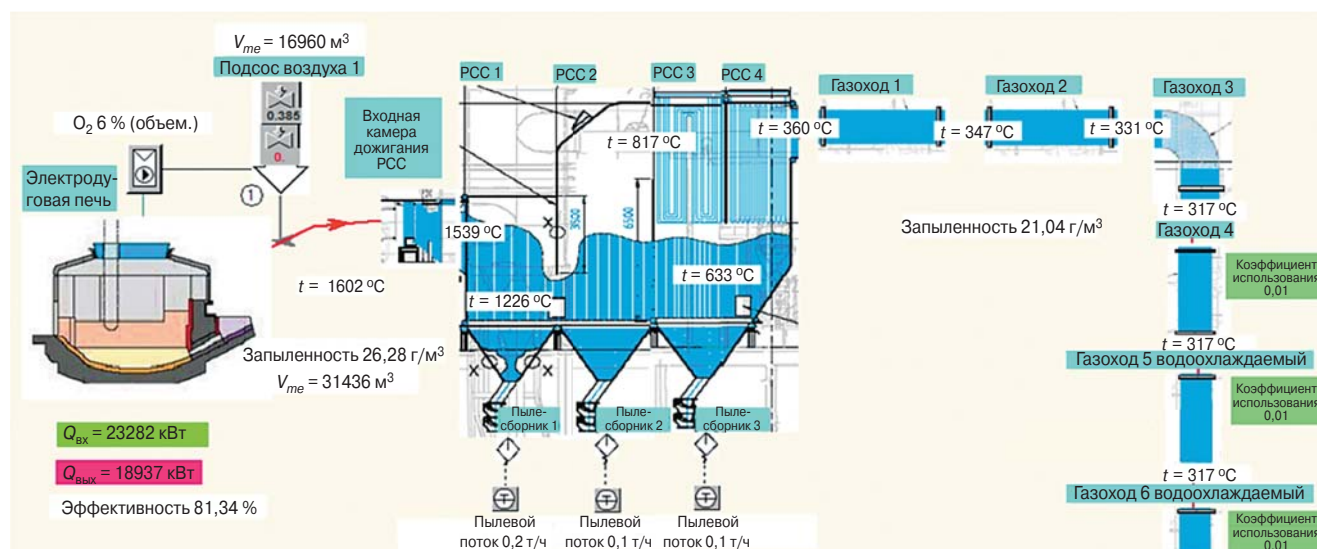 V_me = 16960 м³
Подсос воздуха 1
O₂ 6 % (объем.)
0.385
0.
1
Электроду-
говая печь
Входная
камера
дожигания
РСС
РСС 1
РСС 2
РСС 3
РСС 4
Газоход 1
Газоход 2
Газоход 3
t = 817 °C
t = 360 °C
t = 347 °C
t = 331 °C
3500
6500
X
1539 °C
t = 1602 °C
t = 1226 °C
t = 633 °C
Запыленность 21,04 г/м³
t = 317 °C
Газоход 4
Коэффициент
использования
0,01
t = 317 °C
Газоход 5 водоохлаждаемый
Коэффициент
использования
0,01
t = 317 °C
Газоход 6 водоохлаждаемый
Коэффициент
использования
0,01
Запыленность 26,28 г/м³
V_me = 31436 м³
X
X
Q_вх = 23282 кВт
Q_вых = 18937 кВт
Эффективность 81,34 %
Пыле-
сборник 1
Пыле-
сборник 2
Пыле-
сборник 3
Пылевой
поток 0,2 т/ч
Пылевой
поток 0,1 т/ч
Пылевой
поток 0,1 т/ч